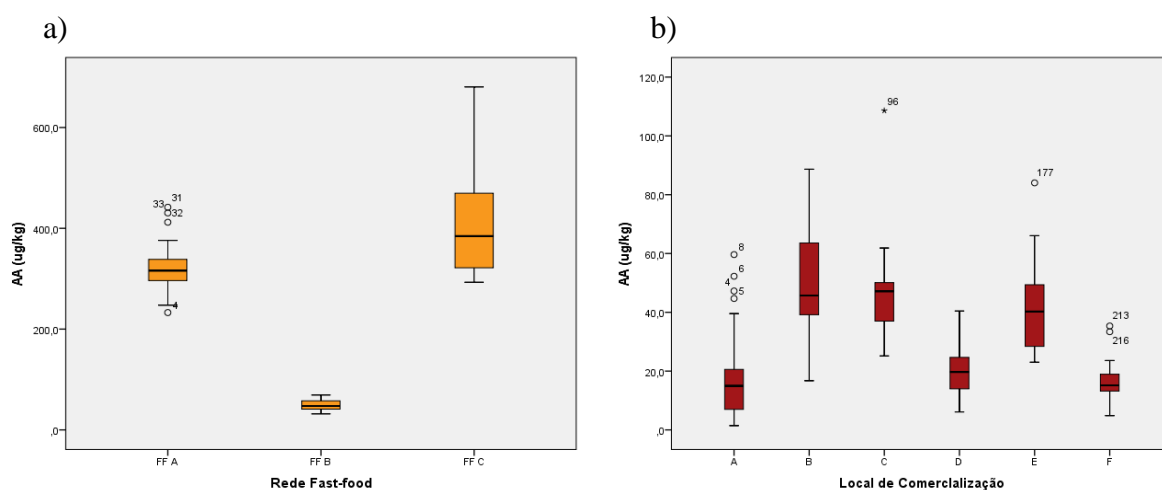 a)
AA (ug/kg)
600,0
400,0
200,0
,0
33
31
32
4
FF A
FF B
FF C
Rede Fast-food
b)
AA (ug/kg)
120,0
100,0
80,0
60,0
40,0
20,0
,0
8
6
4
5
96
177
213
216
A
B
C
D
E
F
Local de Comercialização